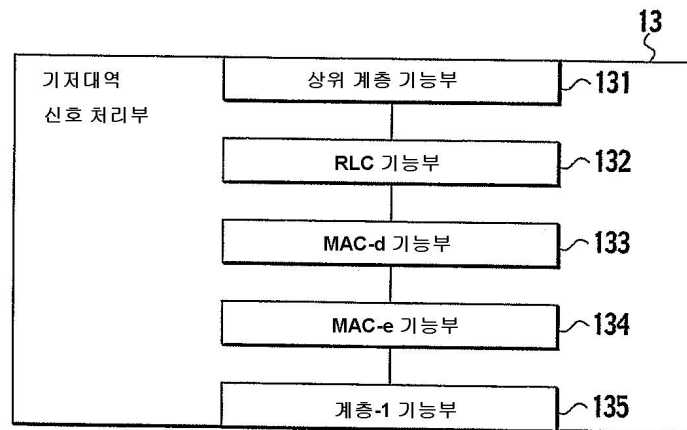 13
기저대역
신호 처리부
상위 계층 기능부
131
RLC 기능부
132
MAC-d 기능부
133
MAC-e 기능부
134
계층-1 기능부
135